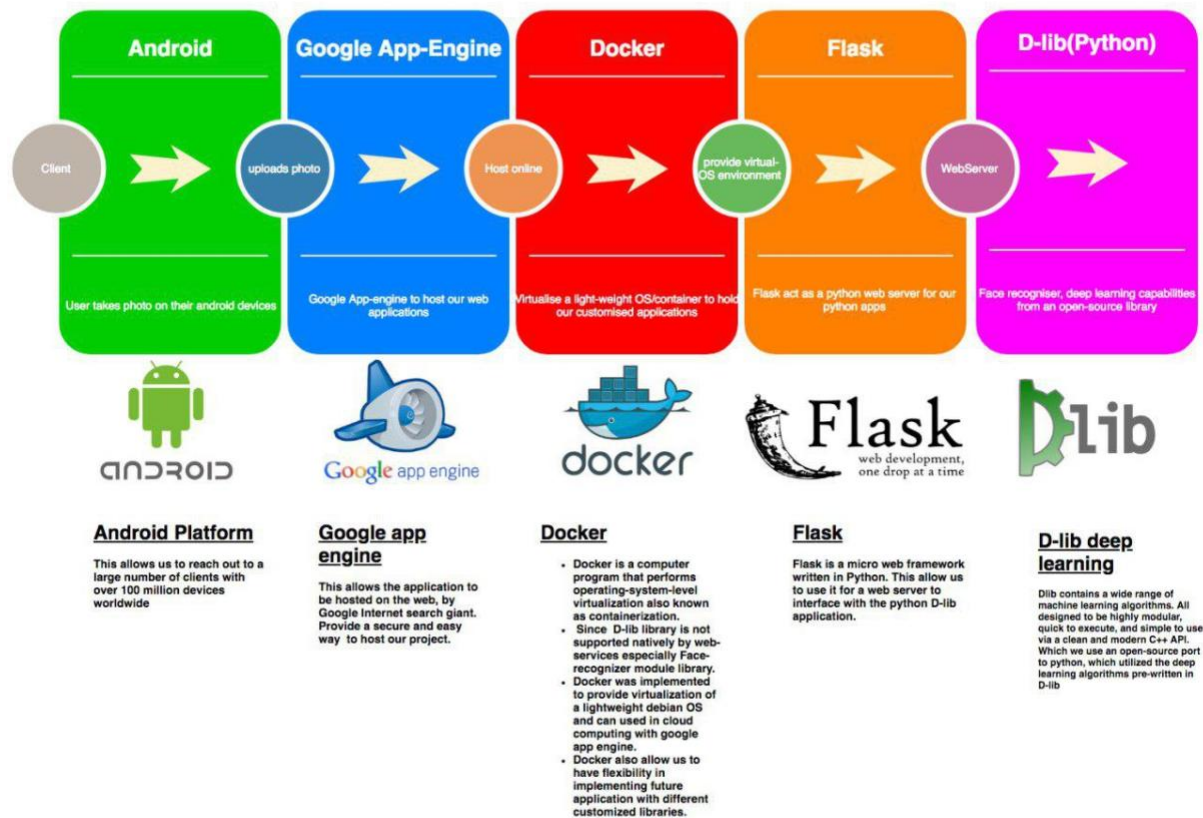 Android
Google App-Engine
Docker
Flask
D-lib(Python)
Client
uploads photo
Host online
provide virtual-
OS environment
WebServer
User takes photo on their android devices
Google App-engine to host our web
applications
Virtualise a light-weight OS/container to hold
our customised applications
Flask act as a python web server for our
python apps
Face recogniser, deep learning capabilities
from an open-source library
ANDROID
Google app engine
docker
Flask
web development,
one drop at a time
Dlib
Android Platform
This allows us to reach out to a
large number of clients with
over 100 million devices
worldwide
Google app
engine
This allows the application to
be hosted on the web, by
Google Internet search giant.
Provide a secure and easy
way to host our project.
Docker
• Docker is a computer
program that performs
operating-system-level
virtualization also known
as containerization.
• Since D-lib library is not
supported natively by web-
services especially Face-
recognizer module library.
• Docker was implemented
to provide virtualization of
a lightweight debian OS
and can used in cloud
computing with google
app engine.
• Docker also allow us to
have flexibility in
implementing future
application with different
customized libraries.
Flask
Flask is a micro web framework
written in Python. This allow us
to use it for a web server to
interface with the python D-lib
application.
D-lib deep
learning
Dlib contains a wide range of
machine learning algorithms. All
designed to be highly modular,
quick to execute, and simple to use
via a clean and modern C++ API.
Which we use an open-source port
to python, which utilized the deep
learning algorithms pre-written in
D-lib